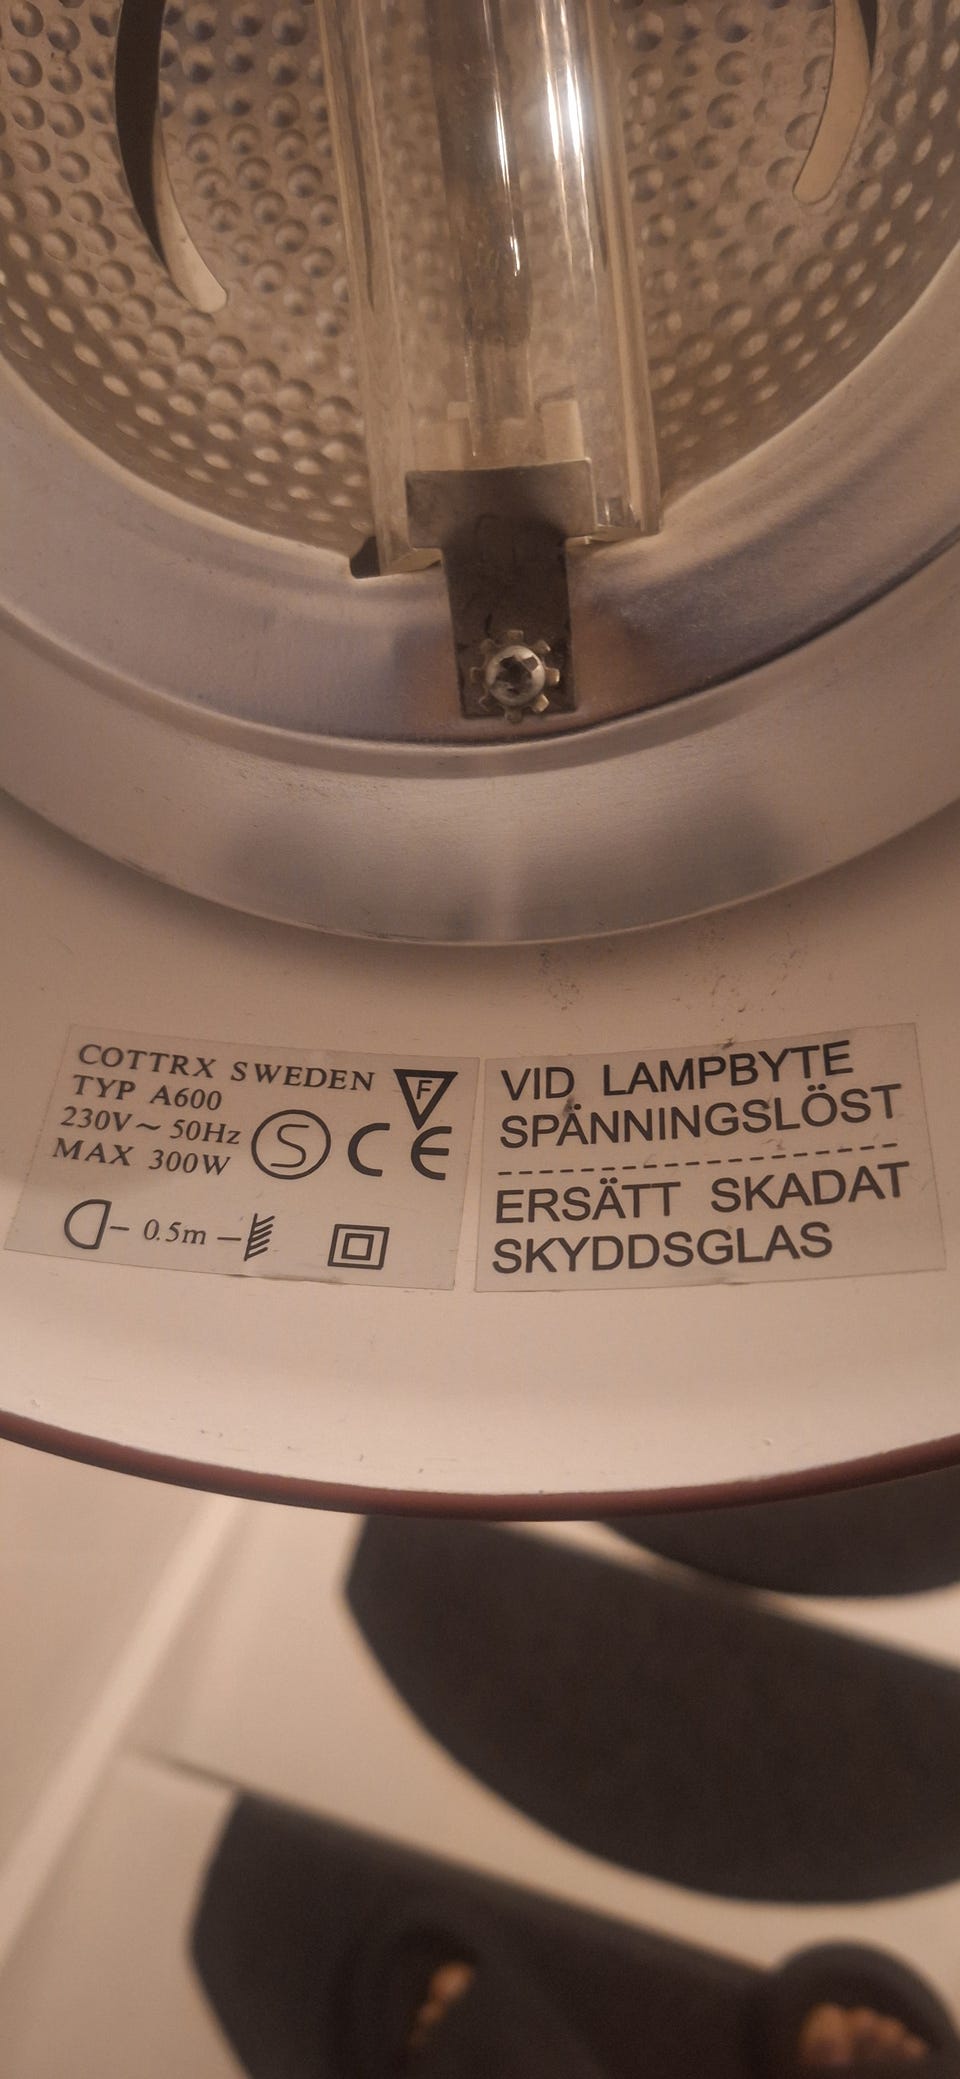 COTTRX SWEDEN
TYP A600
230V~ 50Hz
MAX 300W
F
S CE
0.5m
VID LAMPBYTE
SPÄNNINGSLÖST
ERSÄTT SKADAT
SKYDDSGLAS